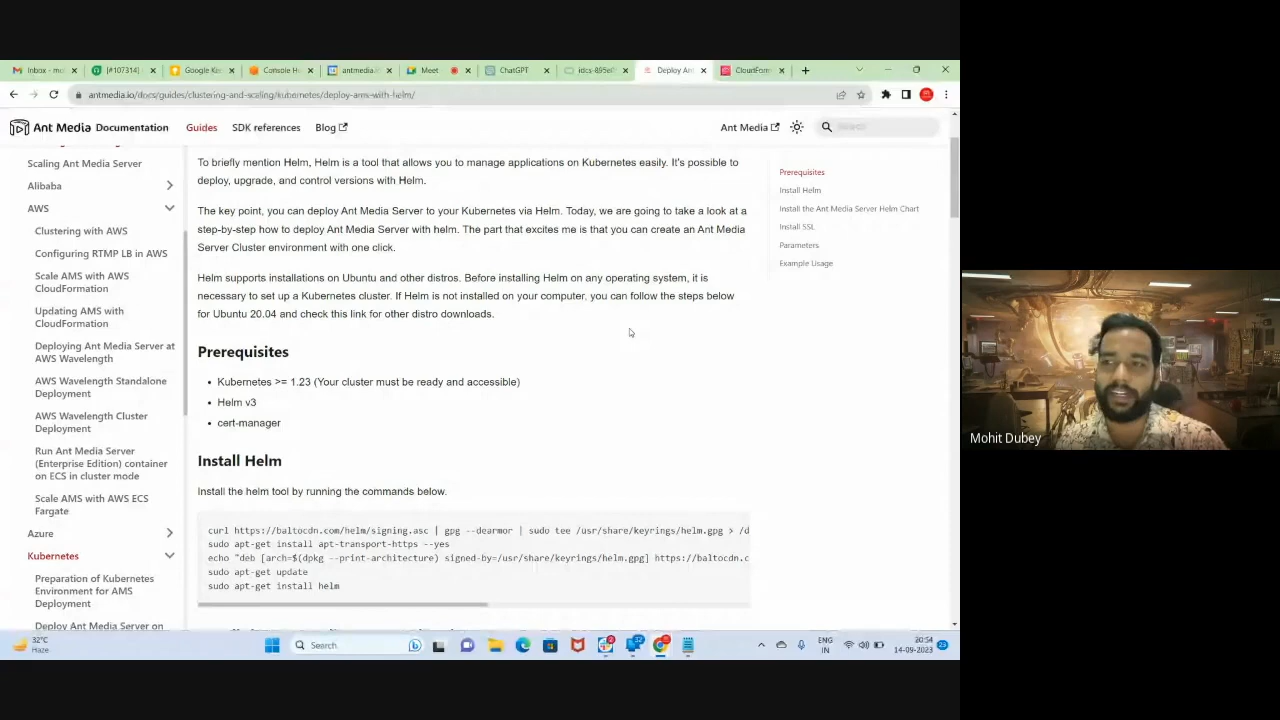 Inbox - mo
(#107314)
Google Kee
Console H
antmedia.
Meet
ChatGPT
idcs-895e
Deploy An
CloudForm
antmedia.io/docs/guides/clustering-and-scaling/kubernetes/deploy-ams-with-helm/
Ant Media Documentation
Guides
SDK references
Blog
Ant Media
Search
Scaling Ant Media Server
Alibaba
AWS
Clustering with AWS
Configuring RTMP LB in AWS
Scale AMS with AWS
CloudFormation
Updating AMS with
CloudFormation
Deploying Ant Media Server at
AWS Wavelength
AWS Wavelength Standalone
Deployment
AWS Wavelength Cluster
Deployment
Run Ant Media Server
(Enterprise Edition) container
on ECS in cluster mode
Scale AMS with AWS ECS
Fargate
Azure
Kubernetes
Preparation of Kubernetes
Environment for AMS
Deployment
Deploy Ant Media Server on
To briefly mention Helm, Helm is a tool that allows you to manage applications on Kubernetes easily. It's possible to
deploy, upgrade, and control versions with Helm.
The key point, you can deploy Ant Media Server to your Kubernetes via Helm. Today, we are going to take a look at a
step-by-step how to deploy Ant Media Server with helm. The part that excites me is that you can create an Ant Media
Server Cluster environment with one click.
Helm supports installations on Ubuntu and other distros. Before installing Helm on any operating system, it is
necessary to set up a Kubernetes cluster. If Helm is not installed on your computer, you can follow the steps below
for Ubuntu 20.04 and check this link for other distro downloads.
Prerequisites
• Kubernetes >= 1.23 (Your cluster must be ready and accessible)
• Helm v3
• cert-manager
Install Helm
Install the helm tool by running the commands below.
curl https://baltocdn.com/helm/signing.asc | gpg --dearmor | sudo tee /usr/share/keyrings/helm.gpg > /d
sudo apt-get install apt-transport-https --yes
echo "deb [arch=$(dpkg --print-architecture) signed-by=/usr/share/keyrings/helm.gpg] https://baltocdn.c
sudo apt-get update
sudo apt-get install helm
Prerequisites
Install Helm
Install the Ant Media Server Helm Chart
Install SSL
Parameters
Example Usage
Mohit Dubey
32°C
Haze
Search
ENG
IN
20:54
14-09-2023